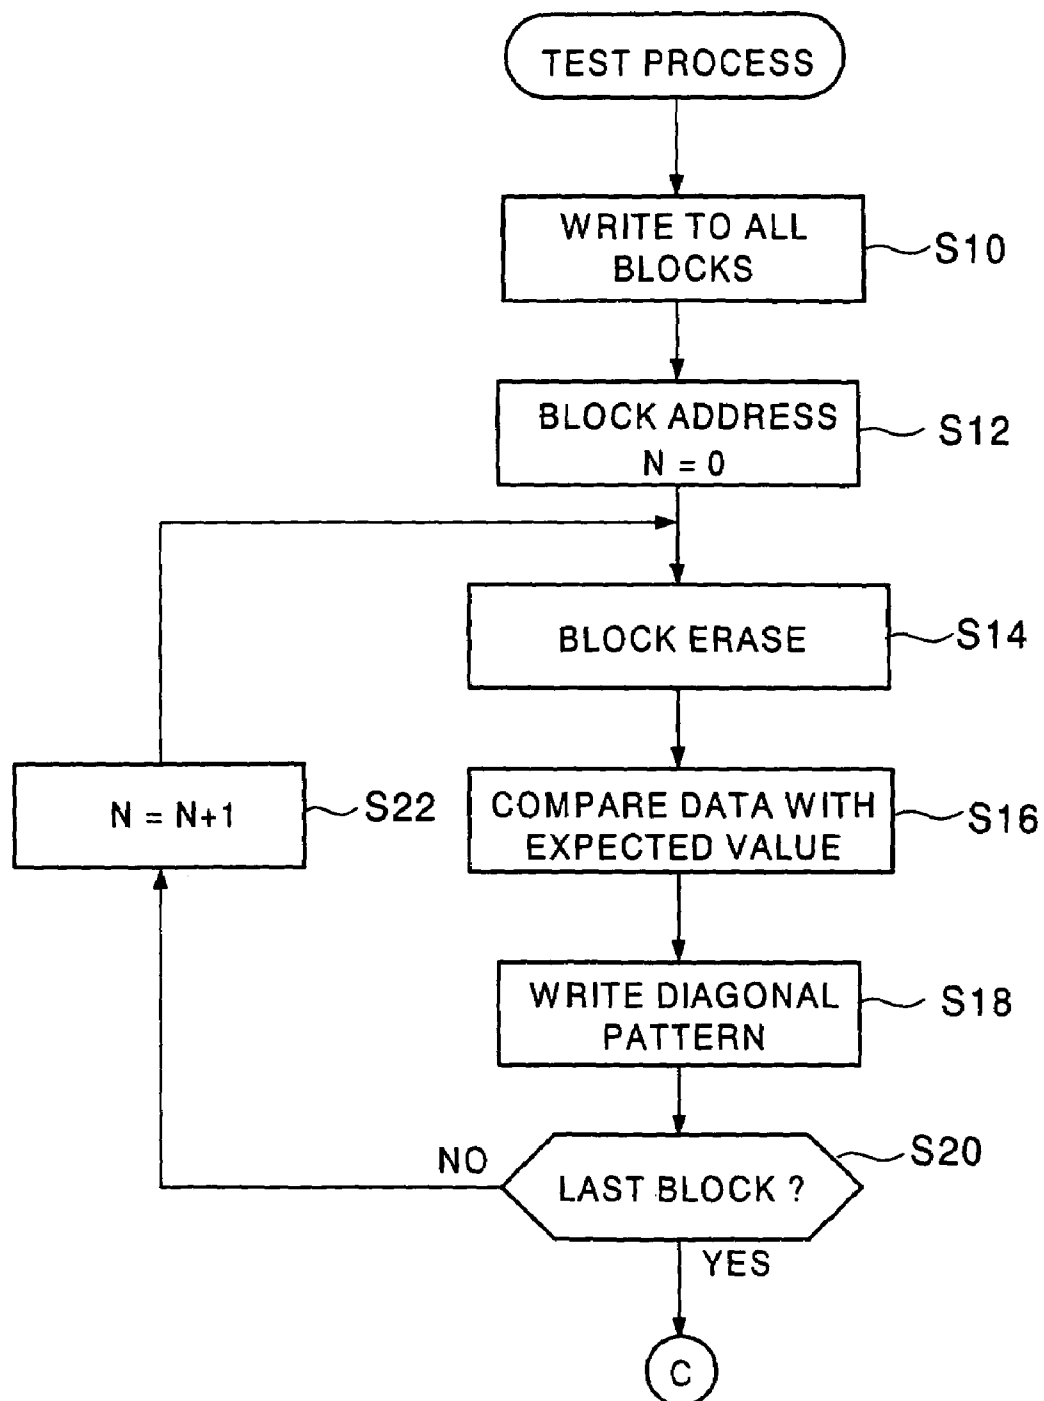 TEST PROCESS
WRITE TO ALL
BLOCKS
S10
BLOCK ADDRESS
N = 0
S12
BLOCK ERASE
S14
N = N+1
S22
COMPARE DATA WITH
EXPECTED VALUE
S16
WRITE DIAGONAL
PATTERN
S18
NO
LAST BLOCK ?
S20
YES
C